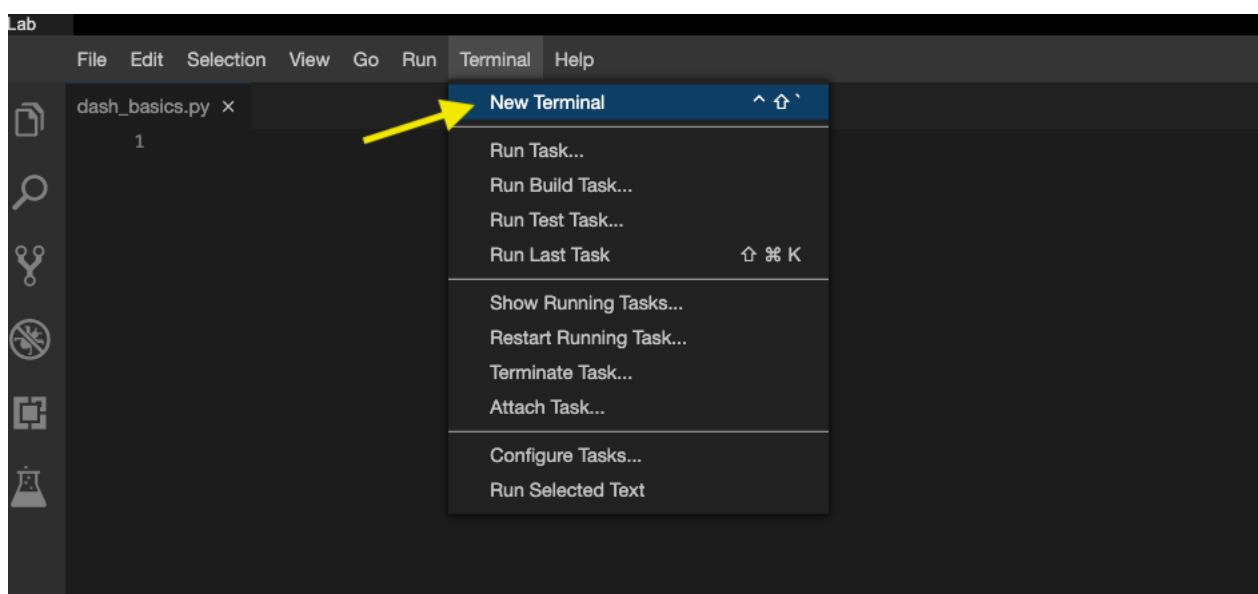 Lab
File Edit Selection View Go Run Terminal Help
dash_basics.py ×
1
New Terminal ^ ⇧ `
Run Task...
Run Build Task...
Run Test Task...
Run Last Task ⇧ ⌘ K
Show Running Tasks...
Restart Running Task...
Terminate Task...
Attach Task...
Configure Tasks...
Run Selected Text